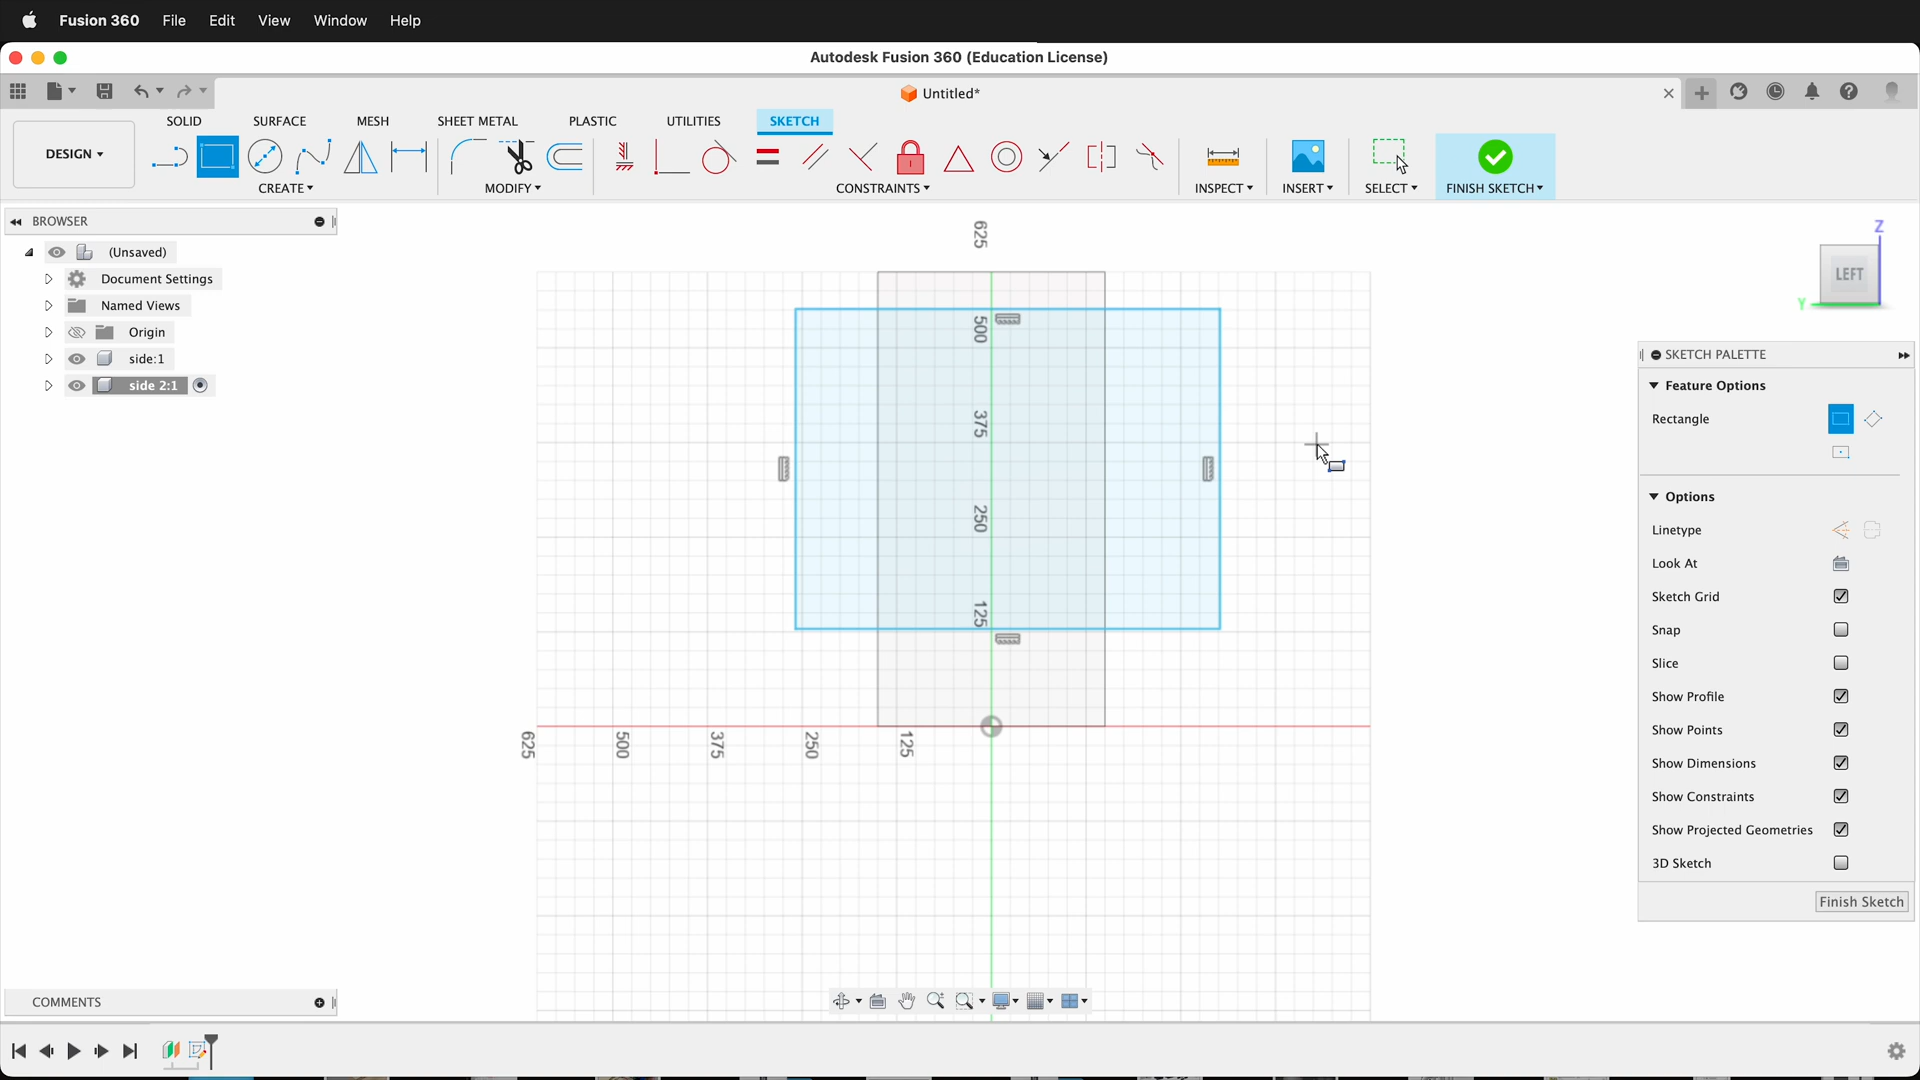 Fusion 360 File Edit View Window Help
Autodesk Fusion 360 (Education License)
Untitled*
DESIGN
SOLID SURFACE MESH SHEET METAL PLASTIC UTILITIES SKETCH
CREATE MODIFY CONSTRAINTS INSPECT INSERT SELECT FINISH SKETCH
BROWSER
(Unsaved)
Document Settings
Named Views
Origin
side:1
side 2:1
625
500
375
250
125
625 500 375 250 125
Z
LEFT
Y
SKETCH PALETTE
Feature Options
Rectangle
Options
Linetype
Look At
Sketch Grid
Snap
Slice
Show Profile
Show Points
Show Dimensions
Show Constraints
Show Projected Geometries
3D Sketch
Finish Sketch
COMMENTS